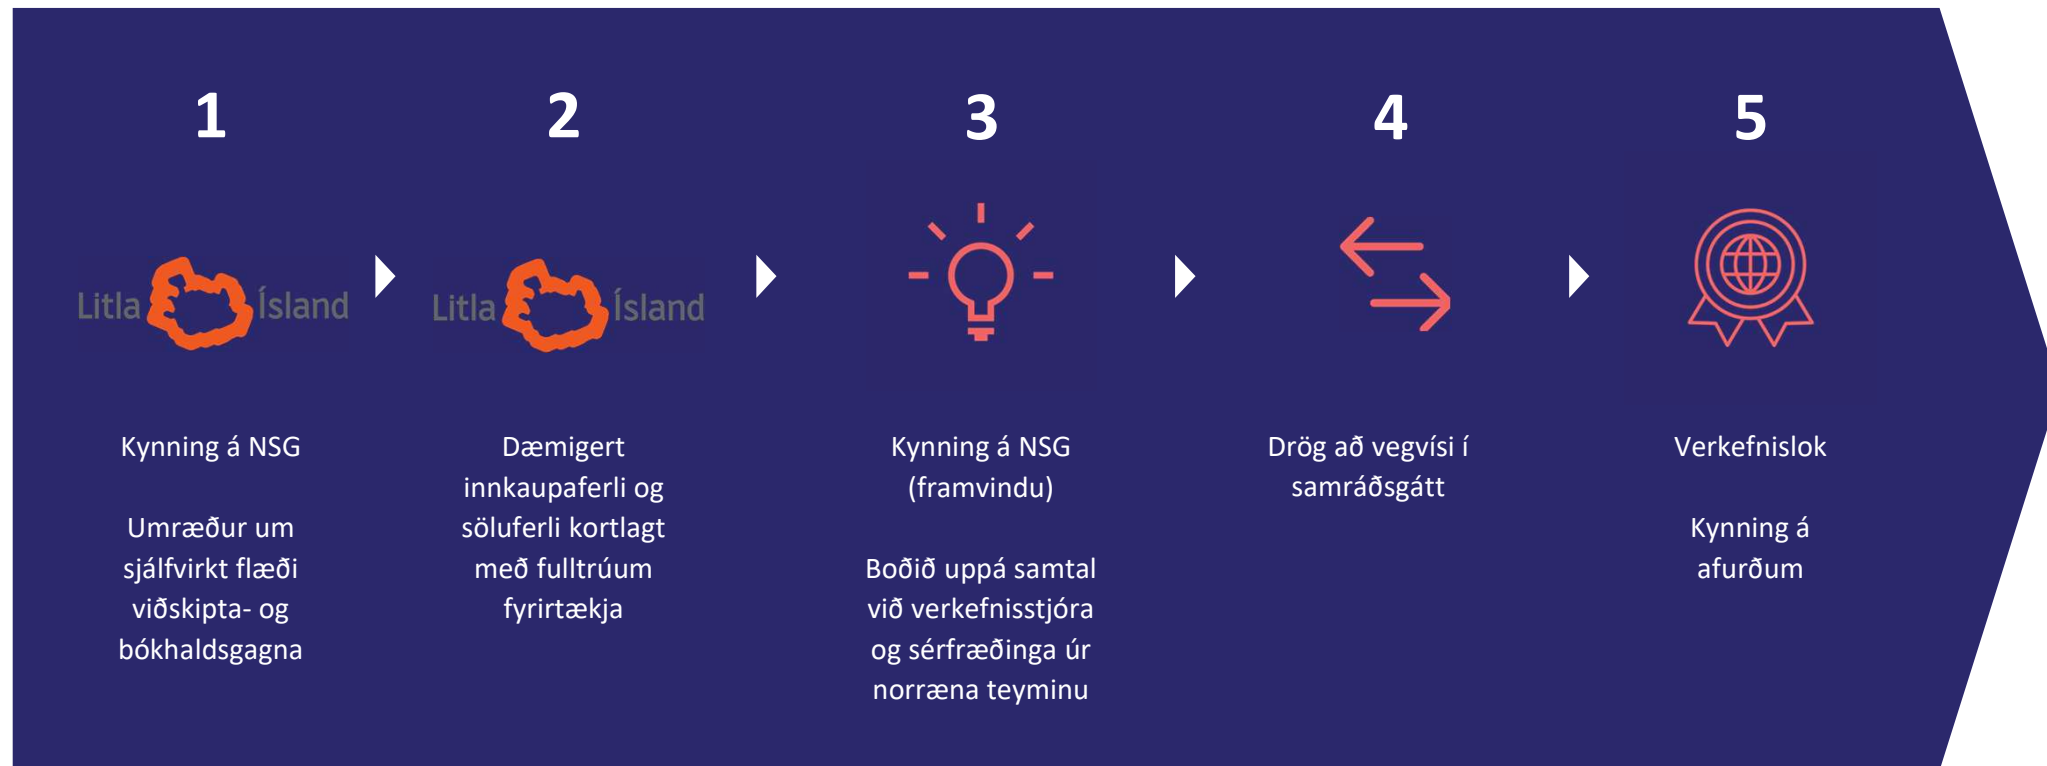 1
Litla Ísland
Kynning á NSG
Umræður um
sjálfvirkt flæði
viðskipta- og
bókhaldsgagna
2
Litla Ísland
Dæmigert
innkaupaferli og
söluferli kortlagt
með fulltrúum
fyrirtækja
3
Kynning á NSG
(framvindu)
Boðið uppá samtal
við verkefnisstjóra
og sérfræðinga úr
norræna teyminu
4
Drög að vegvísi í
samráðsgátt
5
Verkefnislok
Kynning á
afurðum